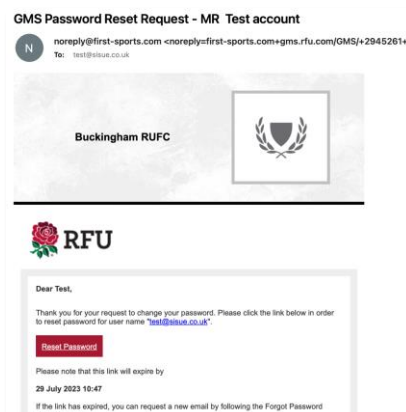 GMS Password Reset Request - MR Test account
N
noreply@first-sports.com <noreply=first-sports.com+gms.rfu.com/GMS/+2945261+
To: test@sisue.co.uk
Buckingham RUFC
RFU
Dear Test,
Thank you for your request to change your password. Please click the link below in order
to reset password for user name "test@sisue.co.uk".
Reset Password
Please note that this link will expire by
29 July 2023 10:47
If the link has expired, you can request a new email by following the Forgot Password